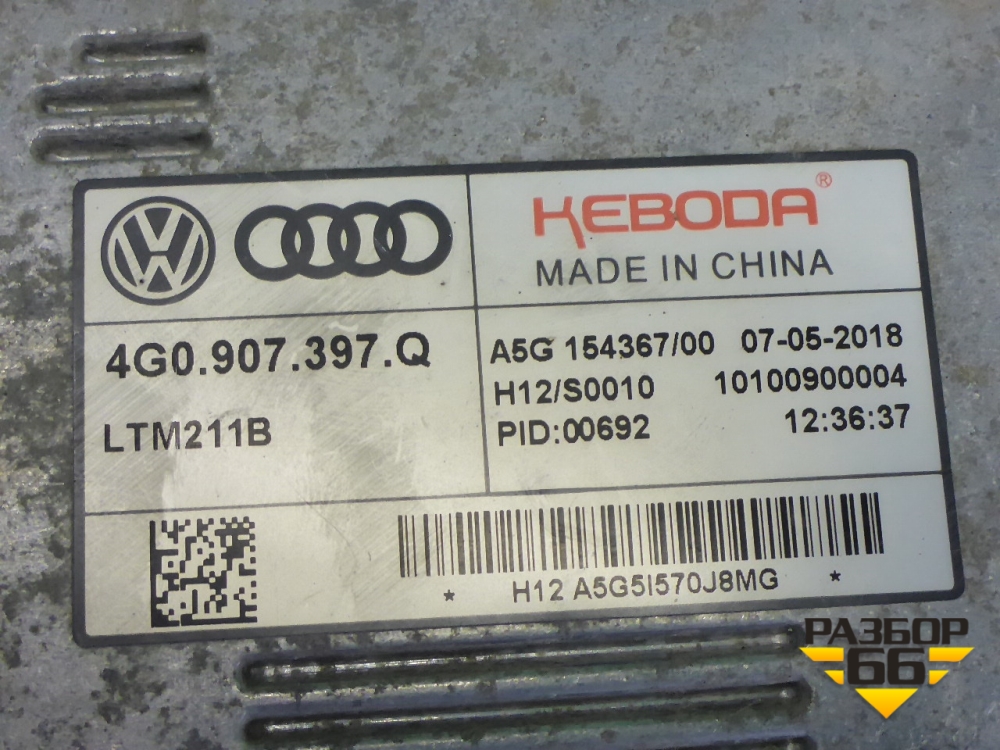 KEBODA®
MADE IN CHINA
4G0.907.397.Q
LTM211B
A5G 154367/00 07-05-2018
H12/S0010 10100900004
PID:00692 12:36:37
* H12 A5G5I570J8MG *
РАЗБОР
66